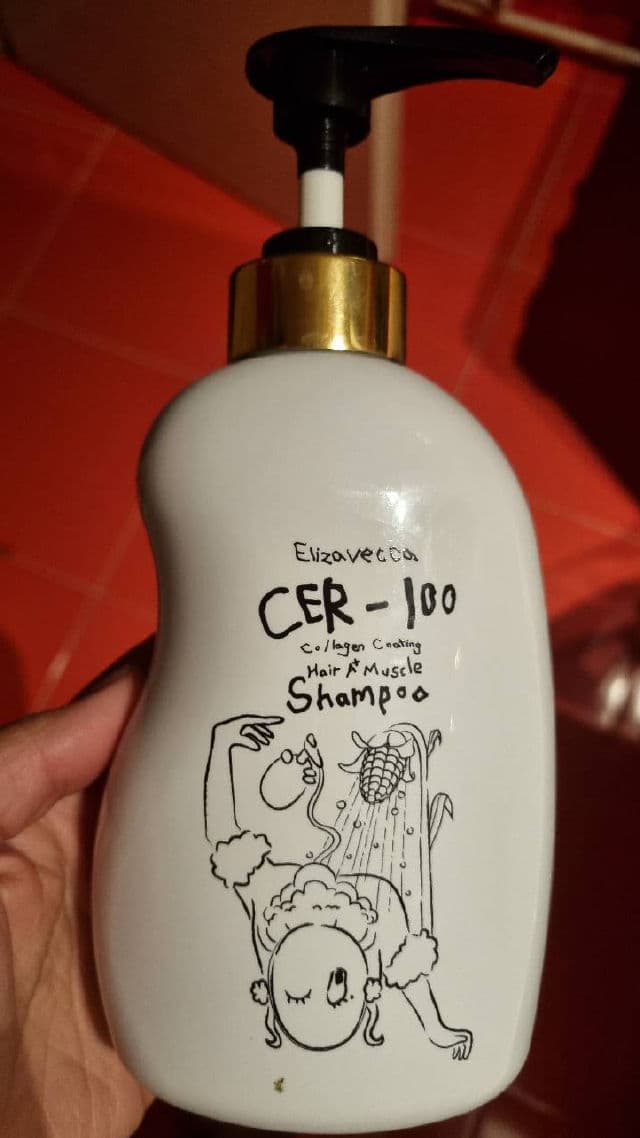 Elizavecca
CER-100
Collagen Coating
Hair A+ Muscle
Shampoo